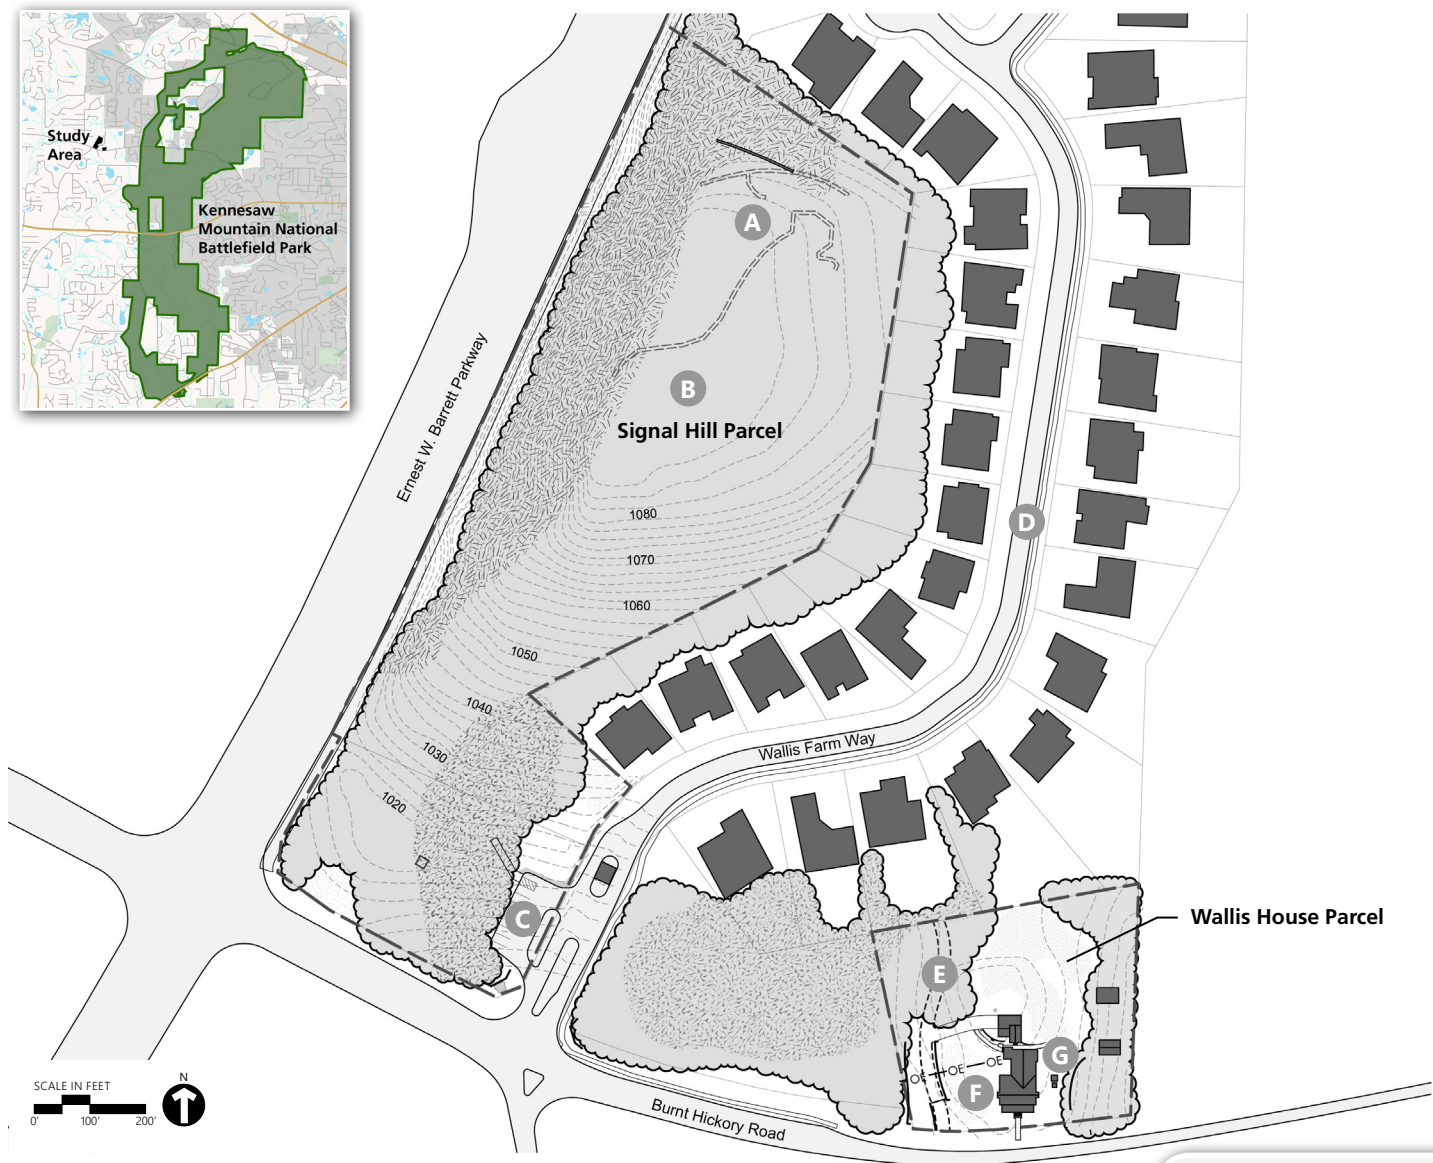 Study
Area
Kennesaw
Mountain National
Battlefield Park
Ernest W. Barrett Parkway
A
B
Signal Hill Parcel
1080
1070
1060
1050
1040
1030
1020
D
Wallis Farm Way
C
Wallis House Parcel
E
G
OE
OE
OE
F
Burnt Hickory Road
SCALE IN FEET
0'
100'
200'
N